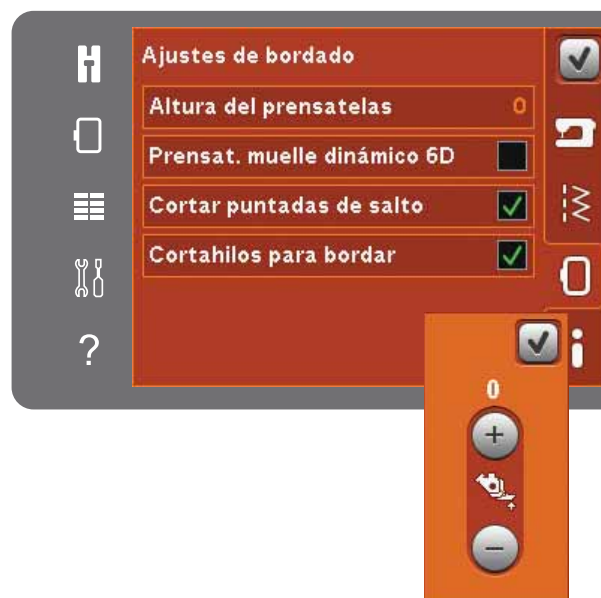 Ajustes de bordado
Altura del prensatelas 0
Prensat. muelle dinámico 6D
Cortar puntadas de salto
Cortahilos para bordar
?
0
+
−